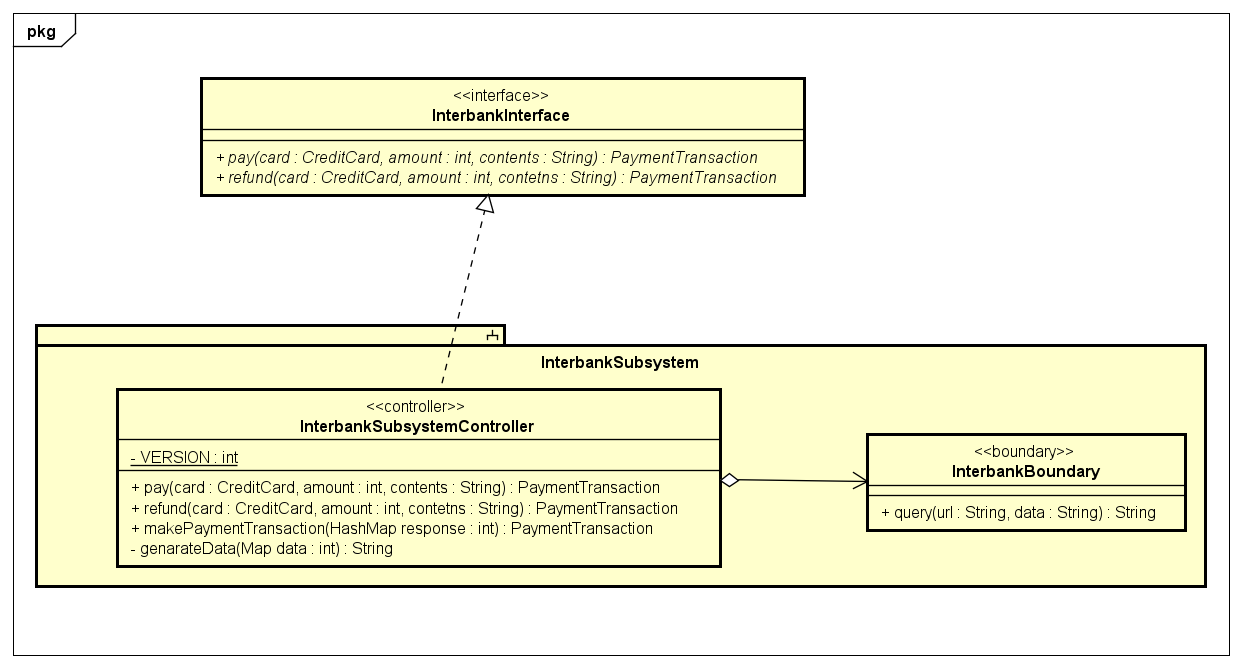 pkg
<<interface>>
InterbankInterface
+ pay(card : CreditCard, amount : int, contents : String) : PaymentTransaction
+ refund(card : CreditCard, amount : int, contetns : String) : PaymentTransaction
InterbankSubsystem
<<controller>>
InterbankSubsystemController
- VERSION : int
+ pay(card : CreditCard, amount : int, contents : String) : PaymentTransaction
+ refund(card : CreditCard, amount : int, contetns : String) : PaymentTransaction
+ makePaymentTransaction(HashMap response : int) : PaymentTransaction
- genarateData(Map data : int) : String
<<boundary>>
InterbankBoundary
+ query(url : String, data : String) : String